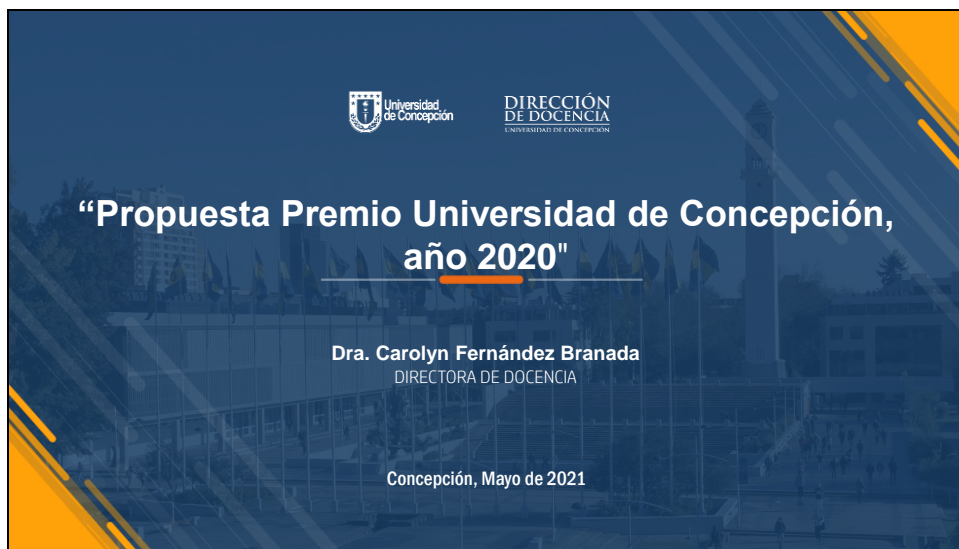 Universidad
de Concepción
DIRECCIÓN
DE DOCENCIA
UNIVERSIDAD DE CONCEPCIÓN
“Propuesta Premio Universidad de Concepción,
año 2020"
Dra. Carolyn Fernández Branada
DIRECTORA DE DOCENCIA
Concepción, Mayo de 2021